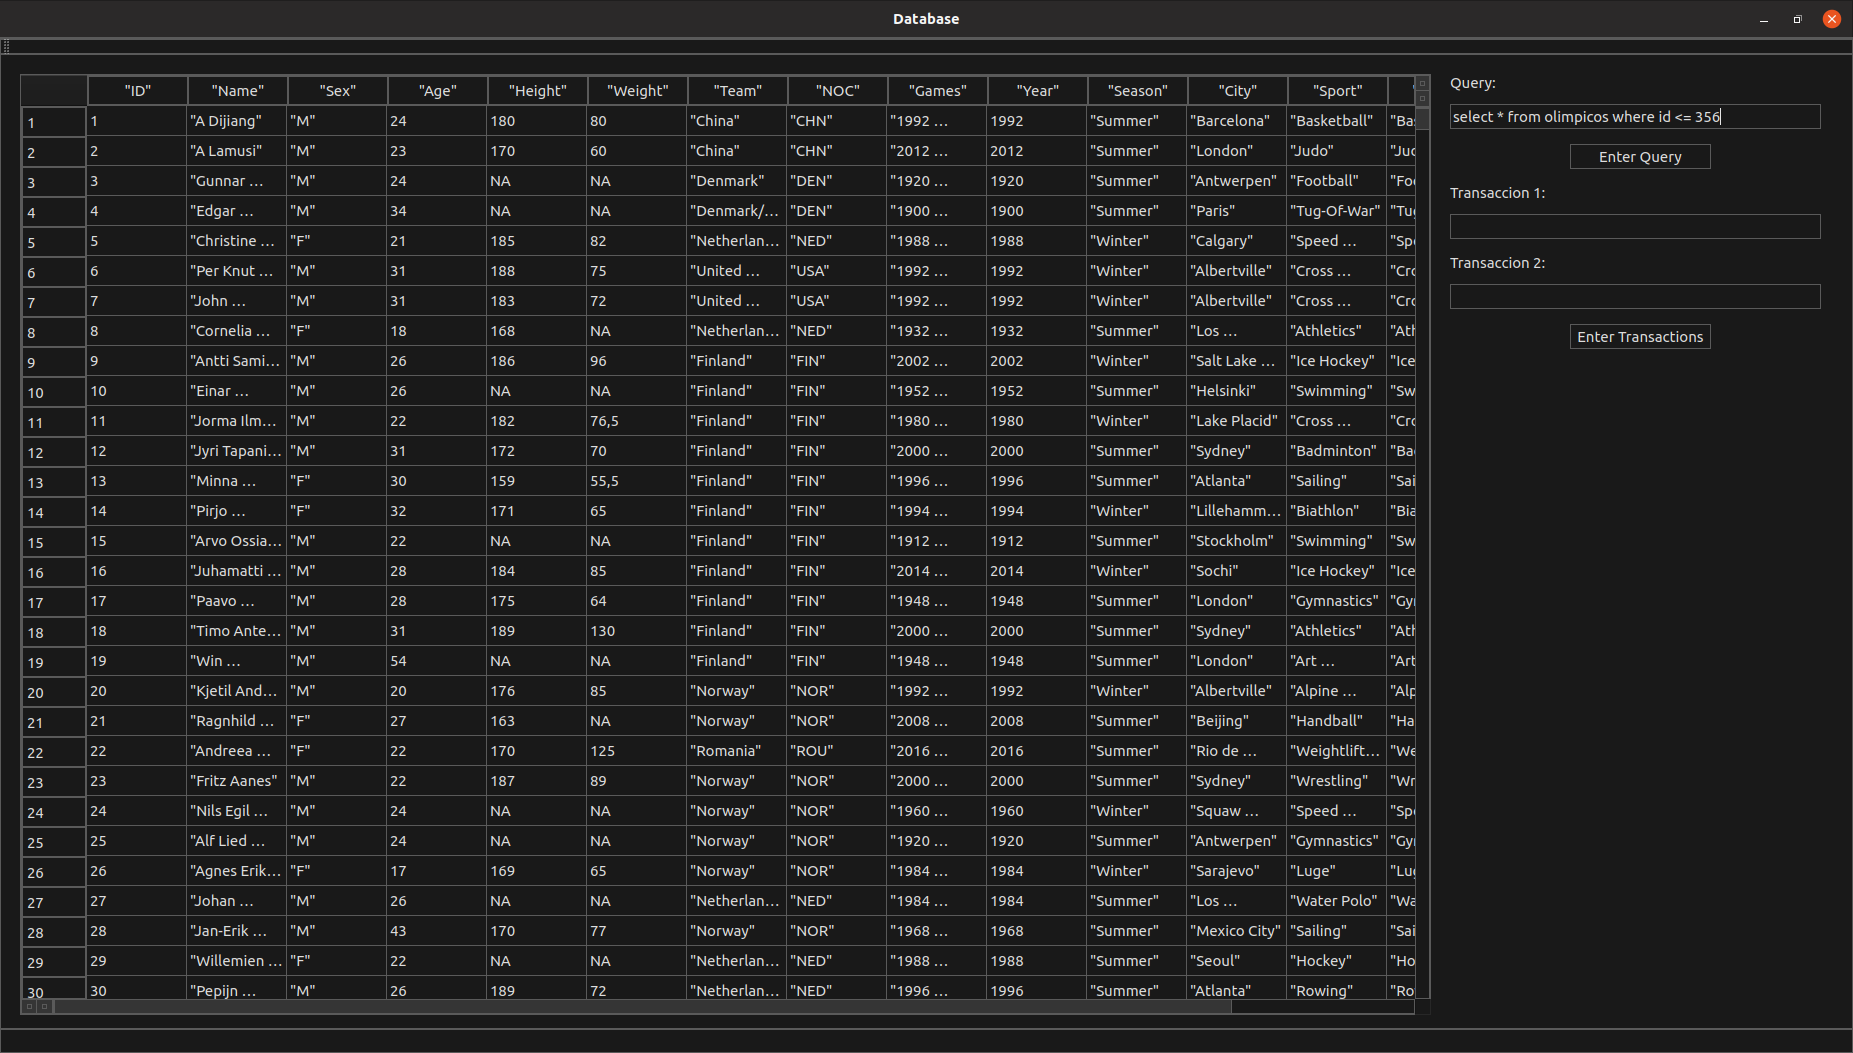 Database
"ID" "Name" "Sex" "Age" "Height" "Weight" "Team" "NOC" "Games" "Year" "Season" "City" "Sport" "
1 1 "A Dijiang" "M" 24 180 80 "China" "CHN" "1992 ... 1992 "Summer" "Barcelona" "Basketball" "Ba
2 2 "A Lamusi" "M" 23 170 60 "China" "CHN" "2012 ... 2012 "Summer" "London" "Judo" "Juc
3 3 "Gunnar ... "M" 24 NA NA "Denmark" "DEN" "1920 ... 1920 "Summer" "Antwerpen" "Football" "Fo
4 4 "Edgar ... "M" 34 NA NA "Denmark/... "DEN" "1900 ... 1900 "Summer" "Paris" "Tug-Of-War" "Tu
5 5 "Christine ... "F" 21 185 82 "Netherlan... "NED" "1988 ... 1988 "Winter" "Calgary" "Speed ... "Sp
6 6 "Per Knut ... "M" 31 188 75 "United ... "USA" "1992 ... 1992 "Winter" "Albertville" "Cross ... "Cr
7 7 "John ... "M" 31 183 72 "United ... "USA" "1992 ... 1992 "Winter" "Albertville" "Cross ... "Cr
8 8 "Cornelia ... "F" 18 168 NA "Netherlan... "NED" "1932 ... 1932 "Summer" "Los ... "Athletics" "Ath
9 9 "Antti Sami... "M" 26 186 96 "Finland" "FIN" "2002 ... 2002 "Winter" "Salt Lake ... "Ice Hockey" "Ice
10 10 "Einar ... "M" 26 NA NA "Finland" "FIN" "1952 ... 1952 "Summer" "Helsinki" "Swimming" "Sw
11 11 "Jorma Ilm... "M" 22 182 76,5 "Finland" "FIN" "1980 ... 1980 "Winter" "Lake Placid" "Cross ... "Cr
12 12 "Jyri Tapani... "M" 31 172 70 "Finland" "FIN" "2000 ... 2000 "Summer" "Sydney" "Badminton" "Ba
13 13 "Minna ... "F" 30 159 55,5 "Finland" "FIN" "1996 ... 1996 "Summer" "Atlanta" "Sailing" "Sai
14 14 "Pirjo ... "F" 32 171 65 "Finland" "FIN" "1994 ... 1994 "Winter" "Lillehamm... "Biathlon" "Bia
15 15 "Arvo Ossia... "M" 22 NA NA "Finland" "FIN" "1912 ... 1912 "Summer" "Stockholm" "Swimming" "Sw
16 16 "Juhamatti ... "M" 28 184 85 "Finland" "FIN" "2014 ... 2014 "Winter" "Sochi" "Ice Hockey" "Ice
17 17 "Paavo ... "M" 28 175 64 "Finland" "FIN" "1948 ... 1948 "Summer" "London" "Gymnastics" "Gy
18 18 "Timo Ante... "M" 31 189 130 "Finland" "FIN" "2000 ... 2000 "Summer" "Sydney" "Athletics" "Ath
19 19 "Win ... "M" 54 NA NA "Finland" "FIN" "1948 ... 1948 "Summer" "London" "Art ... "Art
20 20 "Kjetil And... "M" 20 176 85 "Norway" "NOR" "1992 ... 1992 "Winter" "Albertville" "Alpine ... "Alp
21 21 "Ragnhild ... "F" 27 163 NA "Norway" "NOR" "2008 ... 2008 "Summer" "Beijing" "Handball" "Ha
22 22 "Andreea ... "F" 22 170 125 "Romania" "ROU" "2016 ... 2016 "Summer" "Rio de ... "Weightlift... "We
23 23 "Fritz Aanes" "M" 22 187 89 "Norway" "NOR" "2000 ... 2000 "Summer" "Sydney" "Wrestling" "Wr
24 24 "Nils Egil ... "M" 24 NA NA "Norway" "NOR" "1960 ... 1960 "Winter" "Squaw ... "Speed ... "Sp
25 25 "Alf Lied ... "M" 24 NA NA "Norway" "NOR" "1920 ... 1920 "Summer" "Antwerpen" "Gymnastics" "Gy
26 26 "Agnes Erik... "F" 17 169 65 "Norway" "NOR" "1984 ... 1984 "Winter" "Sarajevo" "Luge" "Lu
27 27 "Johan ... "M" 26 NA NA "Netherlan... "NED" "1984 ... 1984 "Summer" "Los ... "Water Polo" "Wa
28 28 "Jan-Erik ... "M" 43 170 77 "Norway" "NOR" "1968 ... 1968 "Summer" "Mexico City" "Sailing" "Sai
29 29 "Willemien ... "F" 22 NA NA "Netherlan... "NED" "1988 ... 1988 "Summer" "Seoul" "Hockey" "Ho
30 30 "Pepijn ... "M" 26 189 72 "Netherlan... "NED" "1996 ... 1996 "Summer" "Atlanta" "Rowing" "Ro
Query:
select * from olimpicos where id <= 356
Enter Query
Transaccion 1:
Transaccion 2:
Enter Transactions